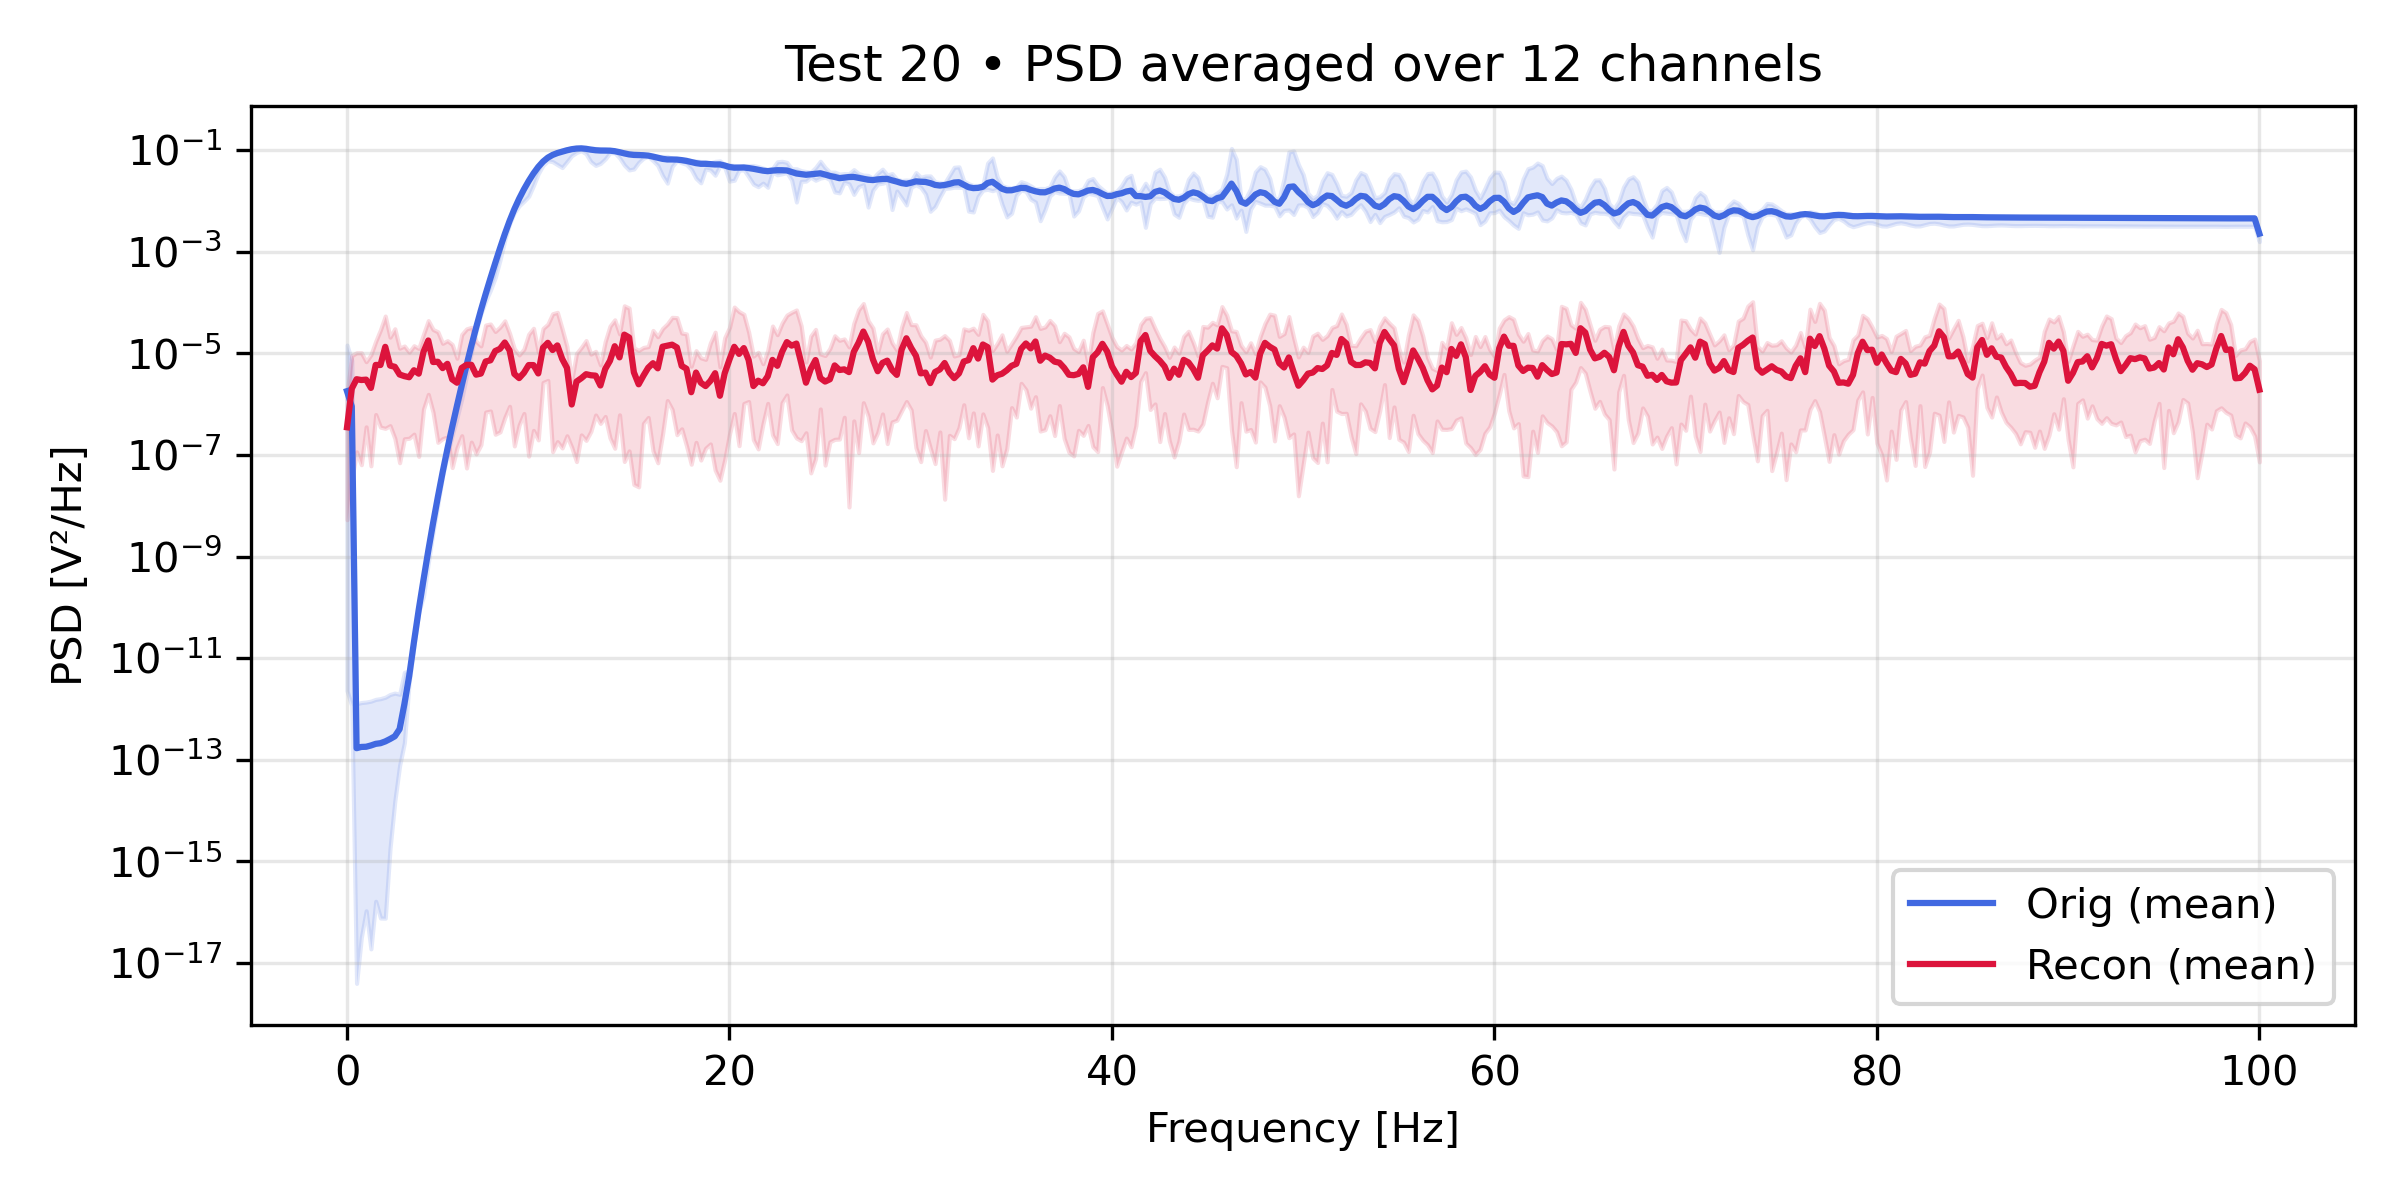 Test 20 • PSD averaged over 12 channels
PSD [V²/Hz]
10⁻¹
10⁻³
10⁻⁵
10⁻⁷
10⁻⁹
10⁻¹¹
10⁻¹³
10⁻¹⁵
10⁻¹⁷
Orig (mean)
Recon (mean)
0 20 40 60 80 100
Frequency [Hz]